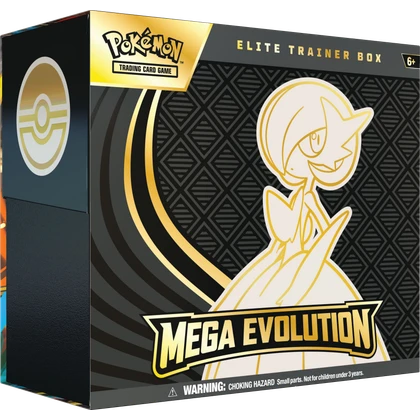 Pokémon
TRADING CARD GAME
ELITE TRAINER BOX
6+
MEGA EVOLUTION
WARNING: CHOKING HAZARD Small parts. Not for children under 3 years.